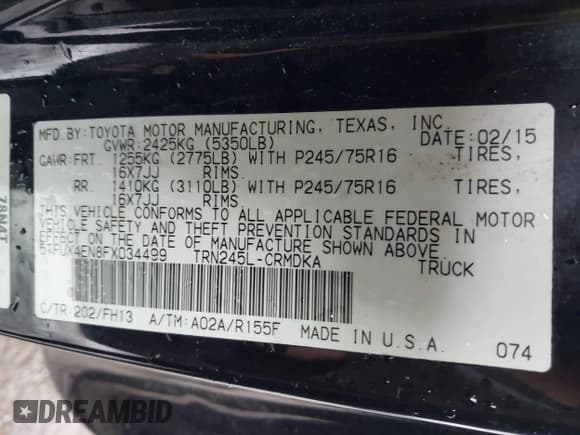 MFD.BY:TOYOTA MOTOR MANUFACTURING, TEXAS, INC.
GVWR:2425KG (5350LB) DATE:02/15
GAWR:FRT. 1255KG (2775LB) WITH P245/75R16 TIRES,
16X7JJ RIMS.
RR. 1410KG (3110LB) WITH P245/75R16 TIRES,
16X7JJ RIMS.
THIS VEHICLE CONFORMS TO ALL APPLICABLE FEDERAL MOTOR
VEHICLE SAFETY AND THEFT PREVENTION STANDARDS IN
EFFECT ON THE DATE OF MANUFACTURE SHOWN ABOVE.
5TFUX4EN8FX034499 TRN245L-CRMDKA TRUCK
C/TR:202/FH13 A/TM:A02A/R155F MADE IN U.S.A. 074
78N4T
DREAMBID